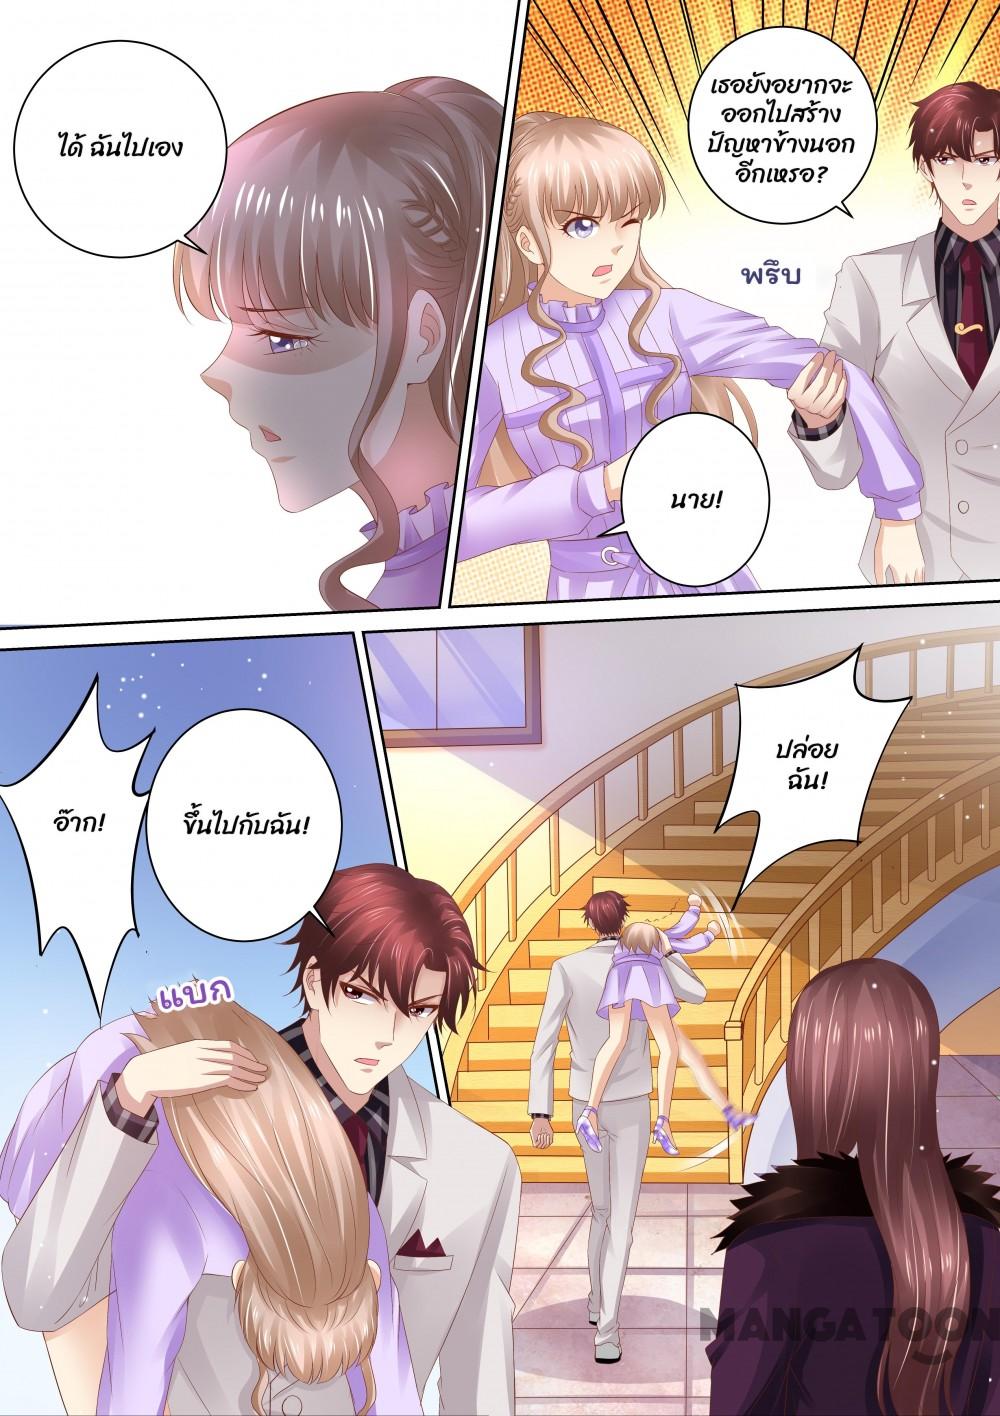 ได้ ฉันไปเอง
เธอยังอยากจะ
ออกไปสร้าง
ปัญหาข้างนอก
อีกเหรอ?
พรึบ
นาย!
อ๊าก!
ขึ้นไปกับฉัน!
แบก
ปล่อย
ฉัน!
MANGATOON